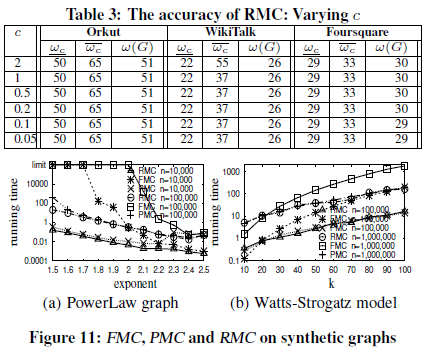 Table 3: The accuracy of RMC: Varying c
c Orkut WikiTalk Foursquare
ω_c ω_c ω(G) ω_c ω_c ω(G) ω_c ω_c ω(G)
2 50 65 51 22 55 26 29 33 30
1 50 65 51 22 37 26 29 33 30
0.5 50 65 51 22 37 26 29 33 30
0.2 50 65 51 22 37 26 29 33 30
0.1 50 65 51 22 37 26 29 33 29
0.05 50 65 51 22 37 26 29 33 29
running time
limit
10000
100
1
0.01
0.0001
RMC n=10,000
FMC n=10,000
PMC n=10,000
RMC n=100,000
FMC n=100,000
PMC n=100,000
1.5 1.6 1.7 1.8 1.9 2 2.1 2.2 2.3 2.4 2.5
exponent
(a) PowerLaw graph
running time
1000
100
10
1
0.1
RMC n=100,000
FMC n=100,000
PMC n=100,000
RMC n=1,000,000
FMC n=1,000,000
PMC n=1,000,000
10 20 30 40 50 60 70 80 90 100
k
(b) Watts-Strogatz model
Figure 11: FMC, PMC and RMC on synthetic graphs